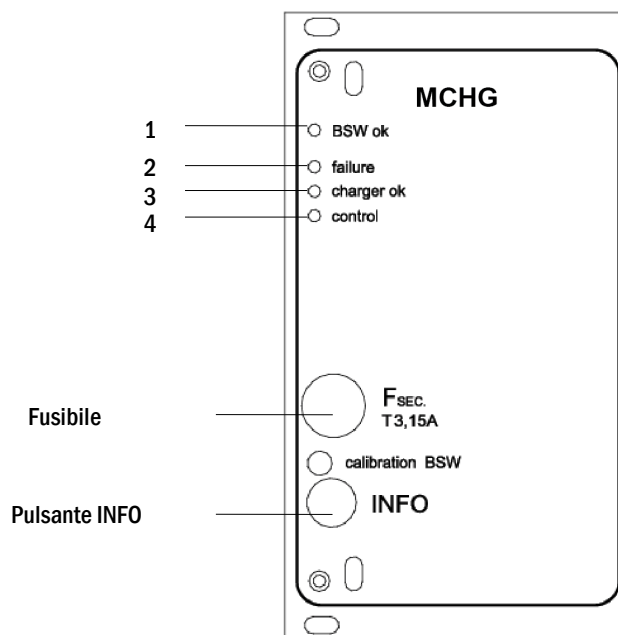 MCHG
1 BSW ok
2 failure
3 charger ok
4 control
Fusibile FSEC.
T3,15A
calibration BSW
Pulsante INFO INFO